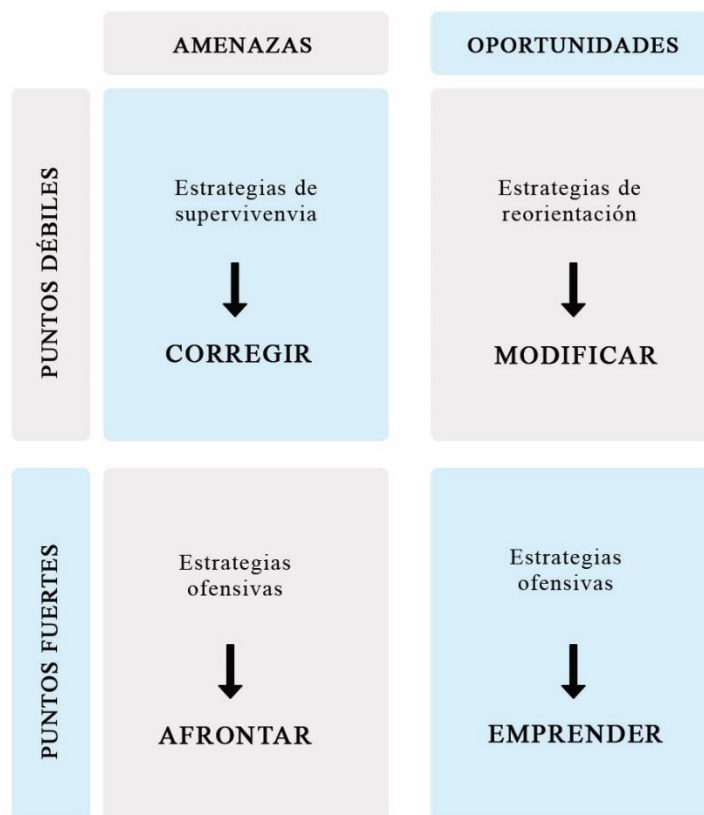 AMENAZAS
OPORTUNIDADES
PUNTOS DÉBILES
Estrategias de
supervivenvia
CORREGIR
Estrategias de
reorientación
MODIFICAR
PUNTOS FUERTES
Estrategias
ofensivas
AFRONTAR
Estrategias
ofensivas
EMPRENDER